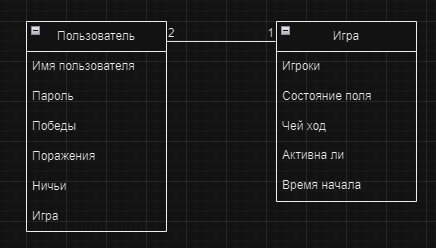 Пользователь
2
1
Игра
Имя пользователя
Пароль
Победы
Поражения
Ничьи
Игра
Игроки
Состояние поля
Чей ход
Активна ли
Время начала